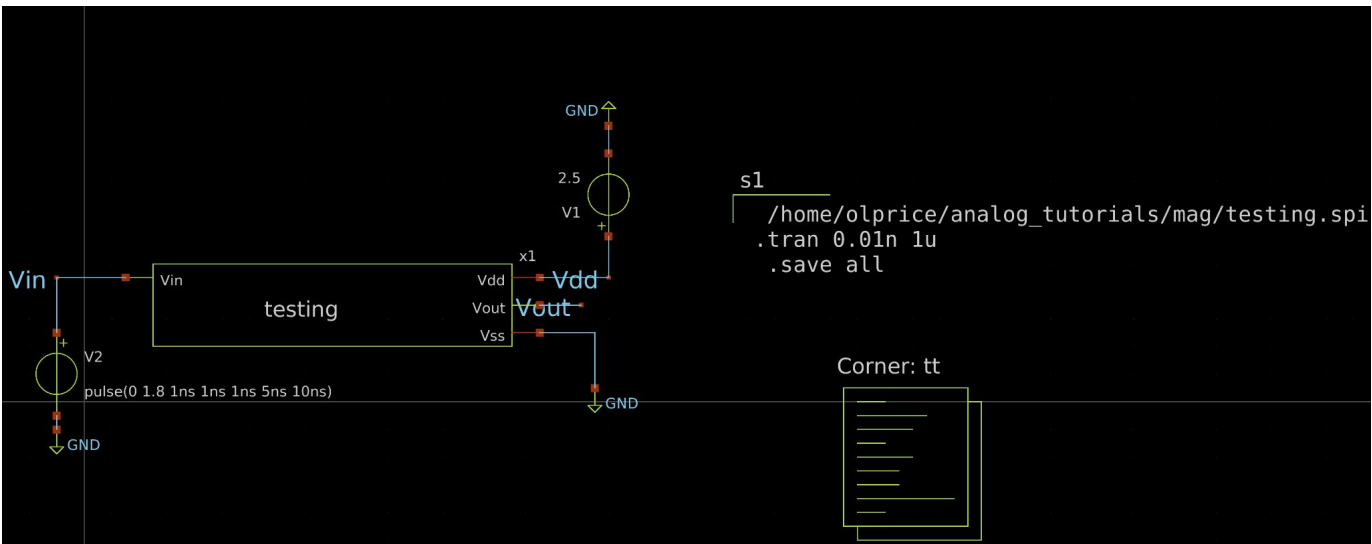 GND
2.5
V1
+
s1
/home/olprice/analog_tutorials/mag/testing.spi
.tran 0.01n 1u
.save all
x1
Vin
Vin
Vdd
Vdd
testing
Vout
Vout
Vss
+
V2
pulse(0 1.8 1ns 1ns 1ns 5ns 10ns)
GND
GND
Corner: tt